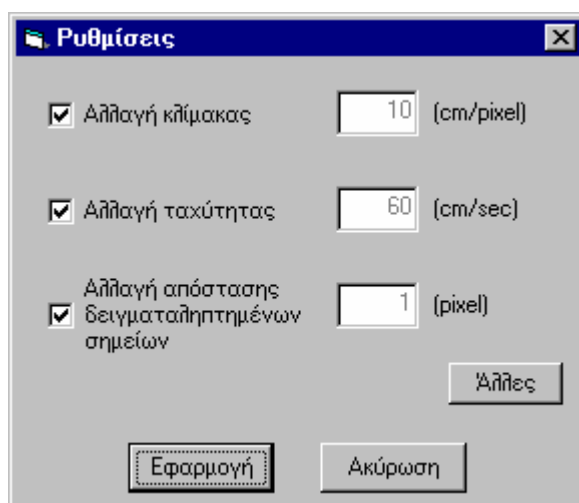 Ρυθμίσεις
Αλλαγή κλίμακας 10 (cm/pixel)
Αλλαγή ταχύτητας 60 (cm/sec)
Αλλαγή απόστασης
δειγματαληπτημένων 1 (pixel)
σημείων
Άλλες
Εφαρμογή Ακύρωση